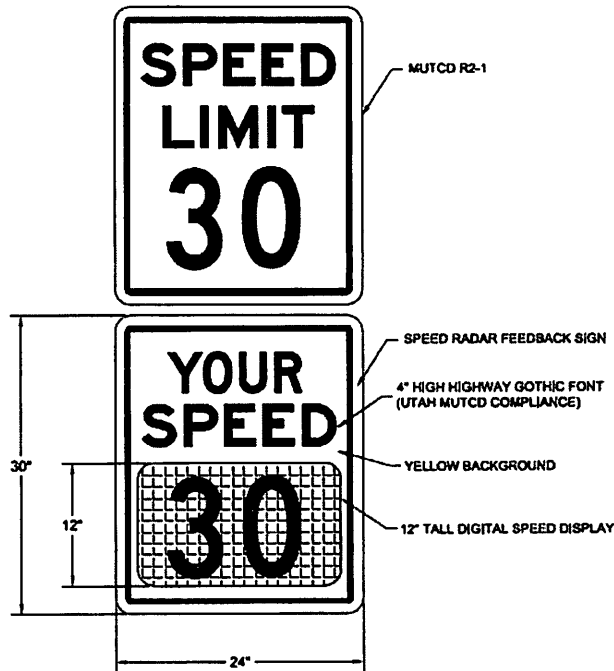 SPEED
LIMIT
30
MUTCD R2-1
YOUR
SPEED
30
SPEED RADAR FEEDBACK SIGN
4" HIGH HIGHWAY GOTHIC FONT
(UTAH MUTCD COMPLIANCE)
YELLOW BACKGROUND
12" TALL DIGITAL SPEED DISPLAY
30"
12"
24"